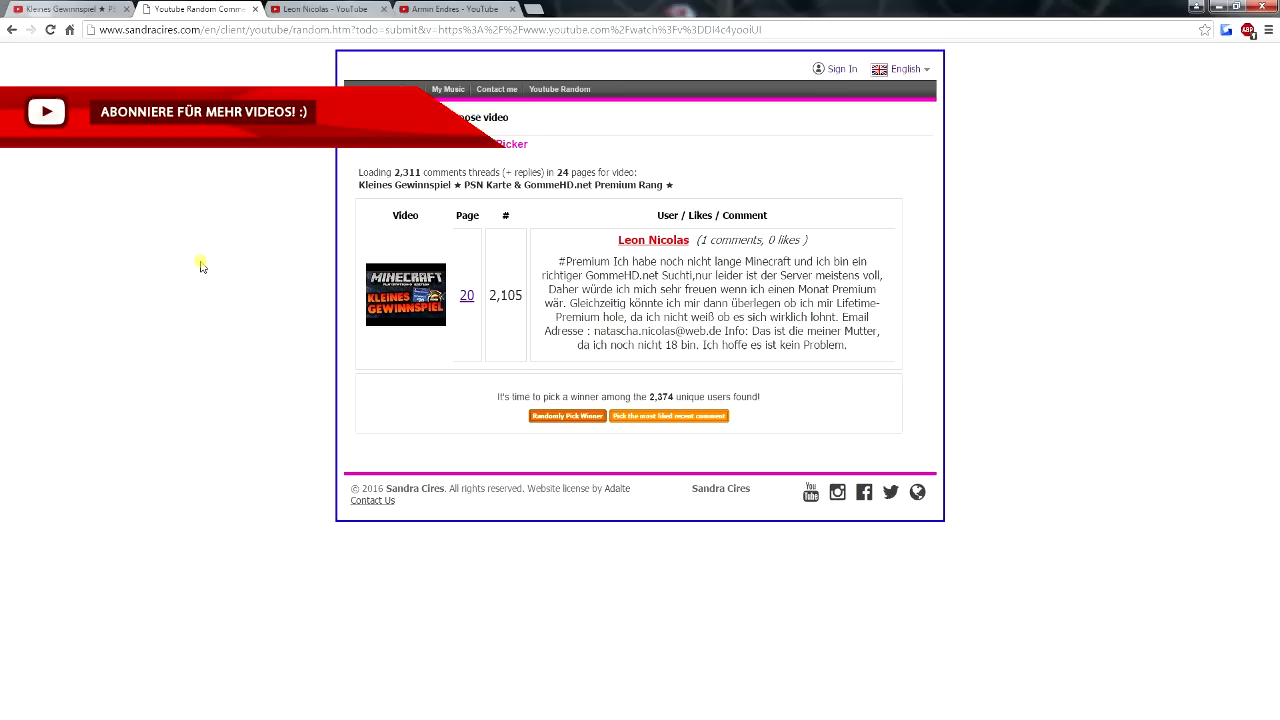 Kleines Gewinnspiel ★ PS
Youtube Random Comme
Leon Nicolas - YouTube
Armin Endres - YouTube
www.sandracires.com/en/client/youtube/random.htm?todo=submit&v=https%3A%2F%2Fwww.youtube.com%2Fwatch%3Fv%3DDl4c4yooiUI
ABP
1
Sign In
English
My Music
Contact me
Youtube Random
ABONNIERE FÜR MEHR VIDEOS! :)
ose video
Picker
Loading 2,311 comments threads (+ replies) in 24 pages for video:
Kleines Gewinnspiel ★ PSN Karte & GommeHD.net Premium Rang ★
Video
Page
#
User / Likes / Comment
MINECRAFT
KLEINES
GEWINNSPIEL
20
2,105
Leon Nicolas (1 comments, 0 likes )
#Premium Ich habe noch nicht lange Minecraft und ich bin ein
richtiger GommeHD.net Suchti,nur leider ist der Server meistens voll,
Daher würde ich mich sehr freuen wenn ich einen Monat Premium
wär. Gleichzeitig könnte ich mir dann überlegen ob ich mir Lifetime-
Premium hole, da ich nicht weiß ob es sich wirklich lohnt. Email
Adresse : natascha.nicolas@web.de Info: Das ist die meiner Mutter,
da ich noch nicht 18 bin. Ich hoffe es ist kein Problem.
It's time to pick a winner among the 2,374 unique users found!
Randomly Pick Winner
Pick the most liked recent comment
© 2016 Sandra Cires. All rights reserved. Website license by Adalte
Contact Us
Sandra Cires
You
Tube